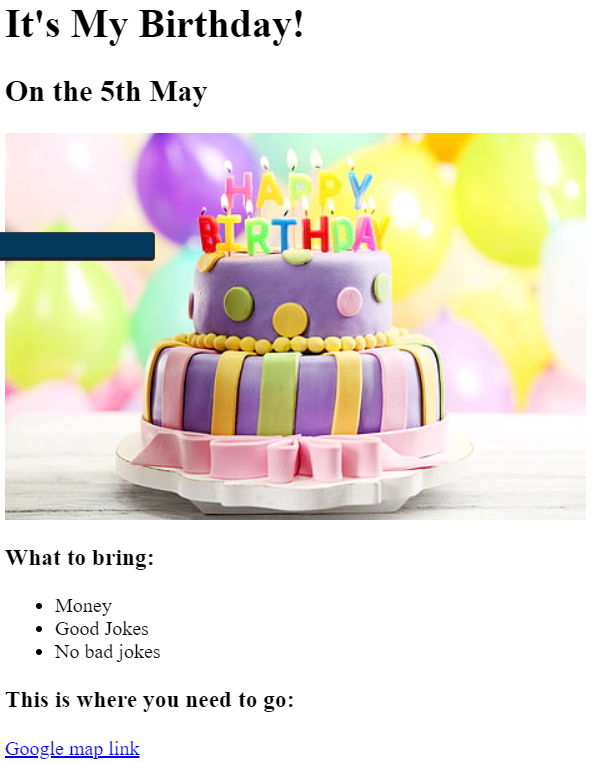 It's My Birthday!
On the 5th May
HAPPY
BIRTHDAY
What to bring:
Money
Good Jokes
No bad jokes
This is where you need to go:
Google map link